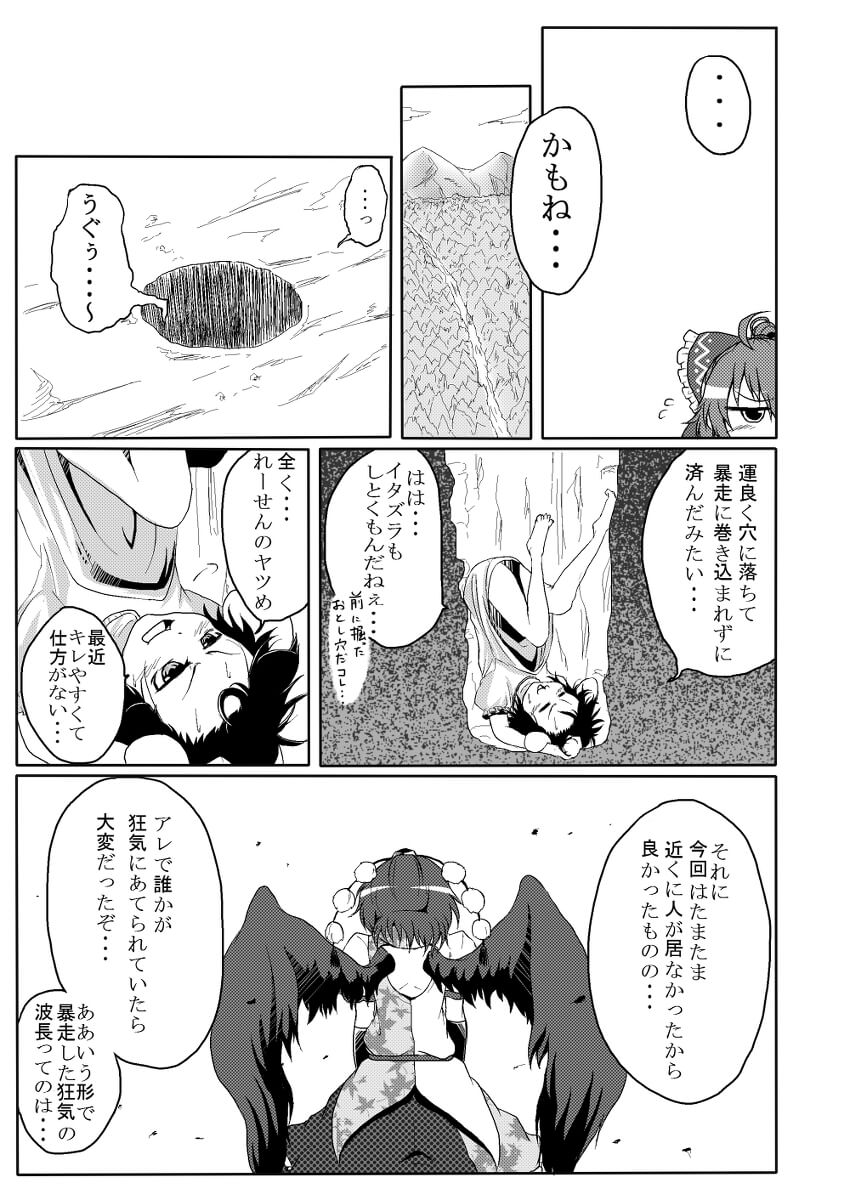 ・・・
かもね・・・
・・・っ
うぐぅ・・・・～
運良く穴に落ちて
暴走に巻き込まれずに
済んだみたい・・・
はは・・・
イタズラも
しとくもんだねぇ・・・
前に掘った
おとし穴だコレ・・
全く・・・
れーせんのヤツめ
最近
キレやすくて
仕方がない・・・
それに
今回はたまたま
近くに人が居なかったから
良かったものの・・・
アレで誰かが
狂気にあてられていたら
大変だったぞ・・・
ああいう形で
暴走した狂気の
波長ってのは・・・